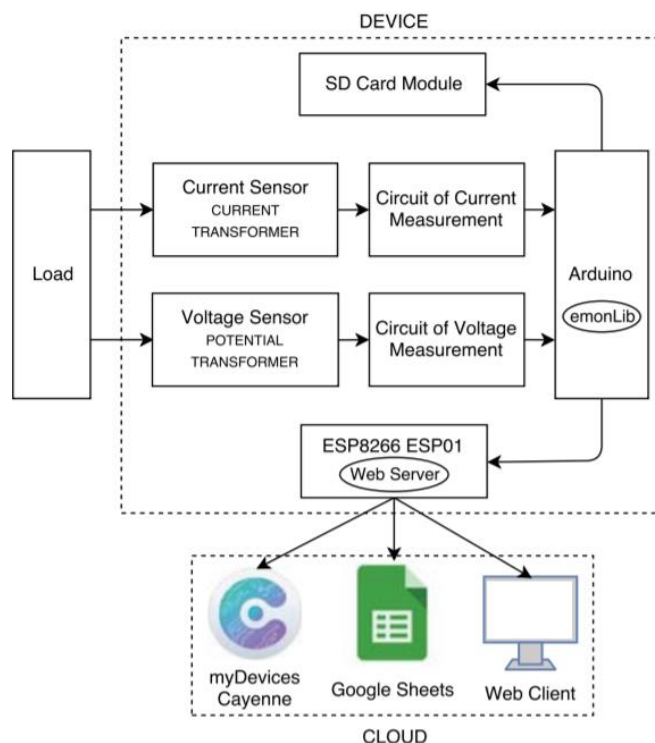 DEVICE
SD Card Module
Load
Current Sensor
CURRENT
TRANSFORMER
Circuit of Current
Measurement
Arduino
emonLib
Voltage Sensor
POTENTIAL
TRANSFORMER
Circuit of Voltage
Measurement
ESP8266 ESP01
Web Server
myDevices
Cayenne
Google Sheets
Web Client
CLOUD